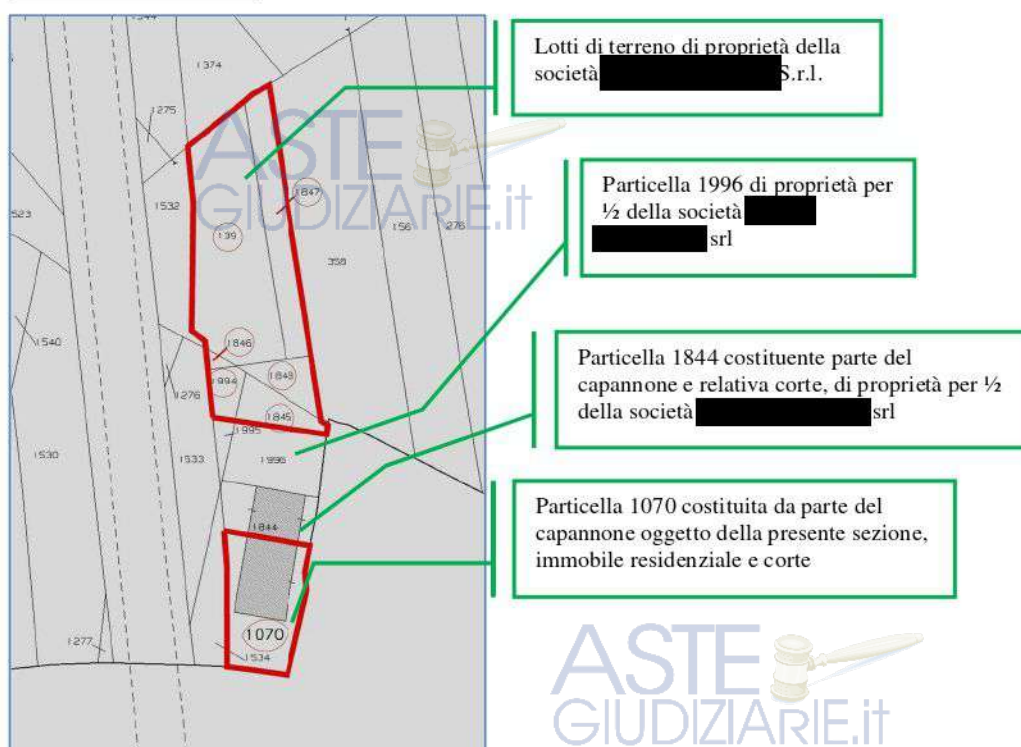 1374
1275
1532
1523
139
1847
156
276
358
1540
1846
1994
1843
1276
1845
1995
1530
1533
1996
1844
1070
1277
1534
ASTE
GIUDIZIARIE.it
Lotti di terreno di proprietà della
società S.r.l.
Particella 1996 di proprietà per
½ della società
srl
Particella 1844 costituente parte del
capannone e relativa corte, di proprietà per ½
della società srl
Particella 1070 costituita da parte del
capannone oggetto della presente sezione,
immobile residenziale e corte
ASTE
GIUDIZIARIE.it